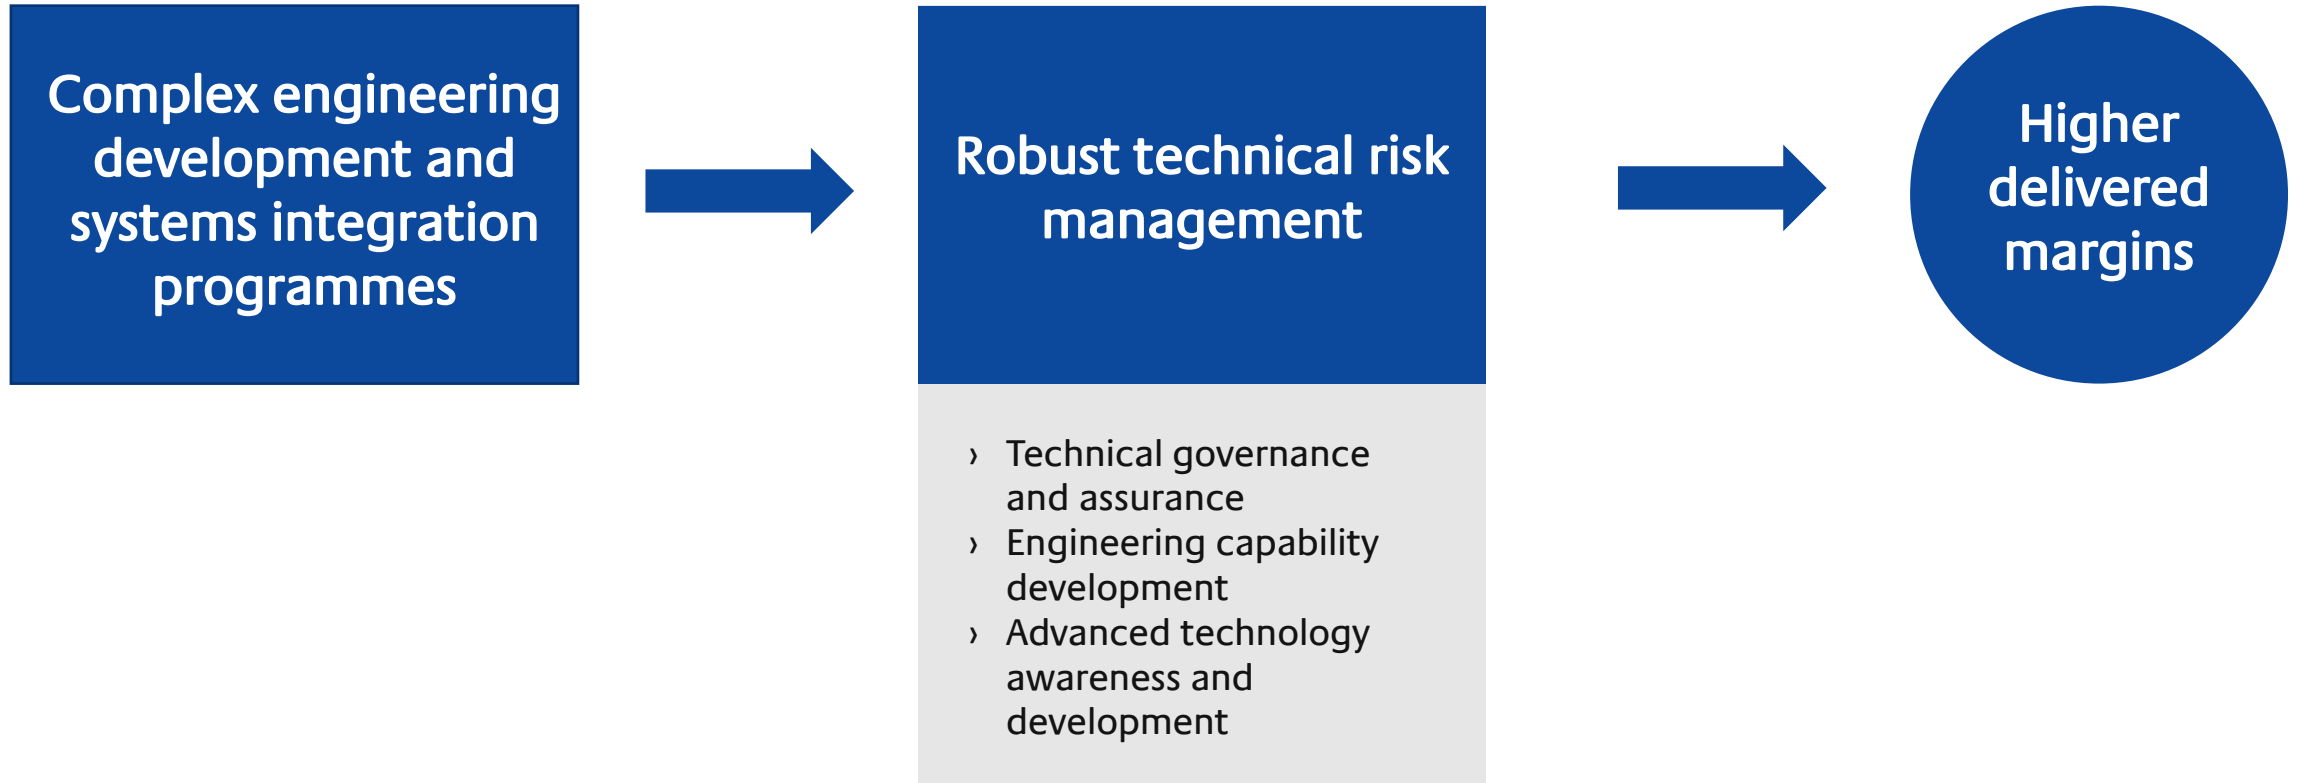 Complex engineering
development and
systems integration
programmes
Robust technical risk
management
› Technical governance
and assurance
› Engineering capability
development
› Advanced technology
awareness and
development
Higher
delivered
margins